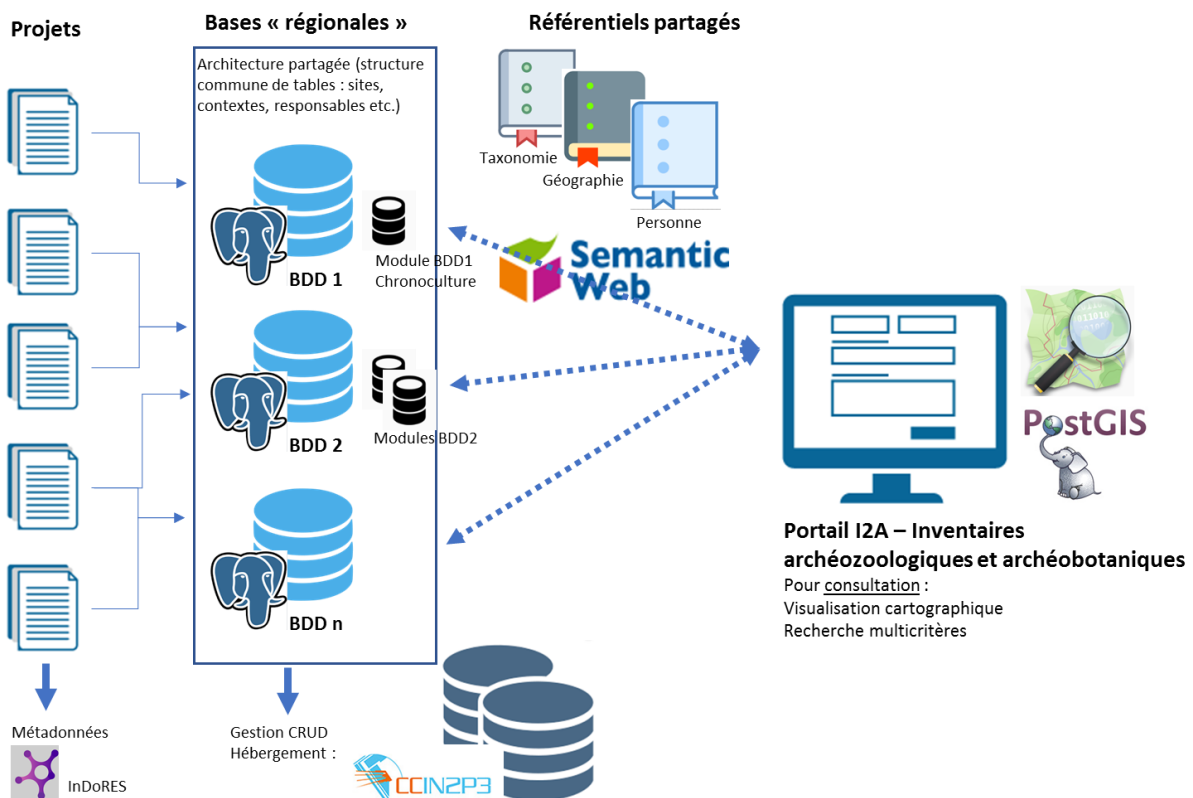 Projets
Bases « régionales »
Référentiels partagés
Architecture partagée (structure
commune de tables : sites,
contextes, responsables etc.)
Taxonomie
Géographie
Personne
BDD 1
Module BDD1
Chronoculture
Semantic
Web
BDD 2
Modules BDD2
BDD n
PostGIS
Portail I2A – Inventaires
archéozoologiques et archéobotaniques
Pour consultation :
Visualisation cartographique
Recherche multicritères
Métadonnées
InDoRES
Gestion CRUD
Hébergement :
CCIN2P3